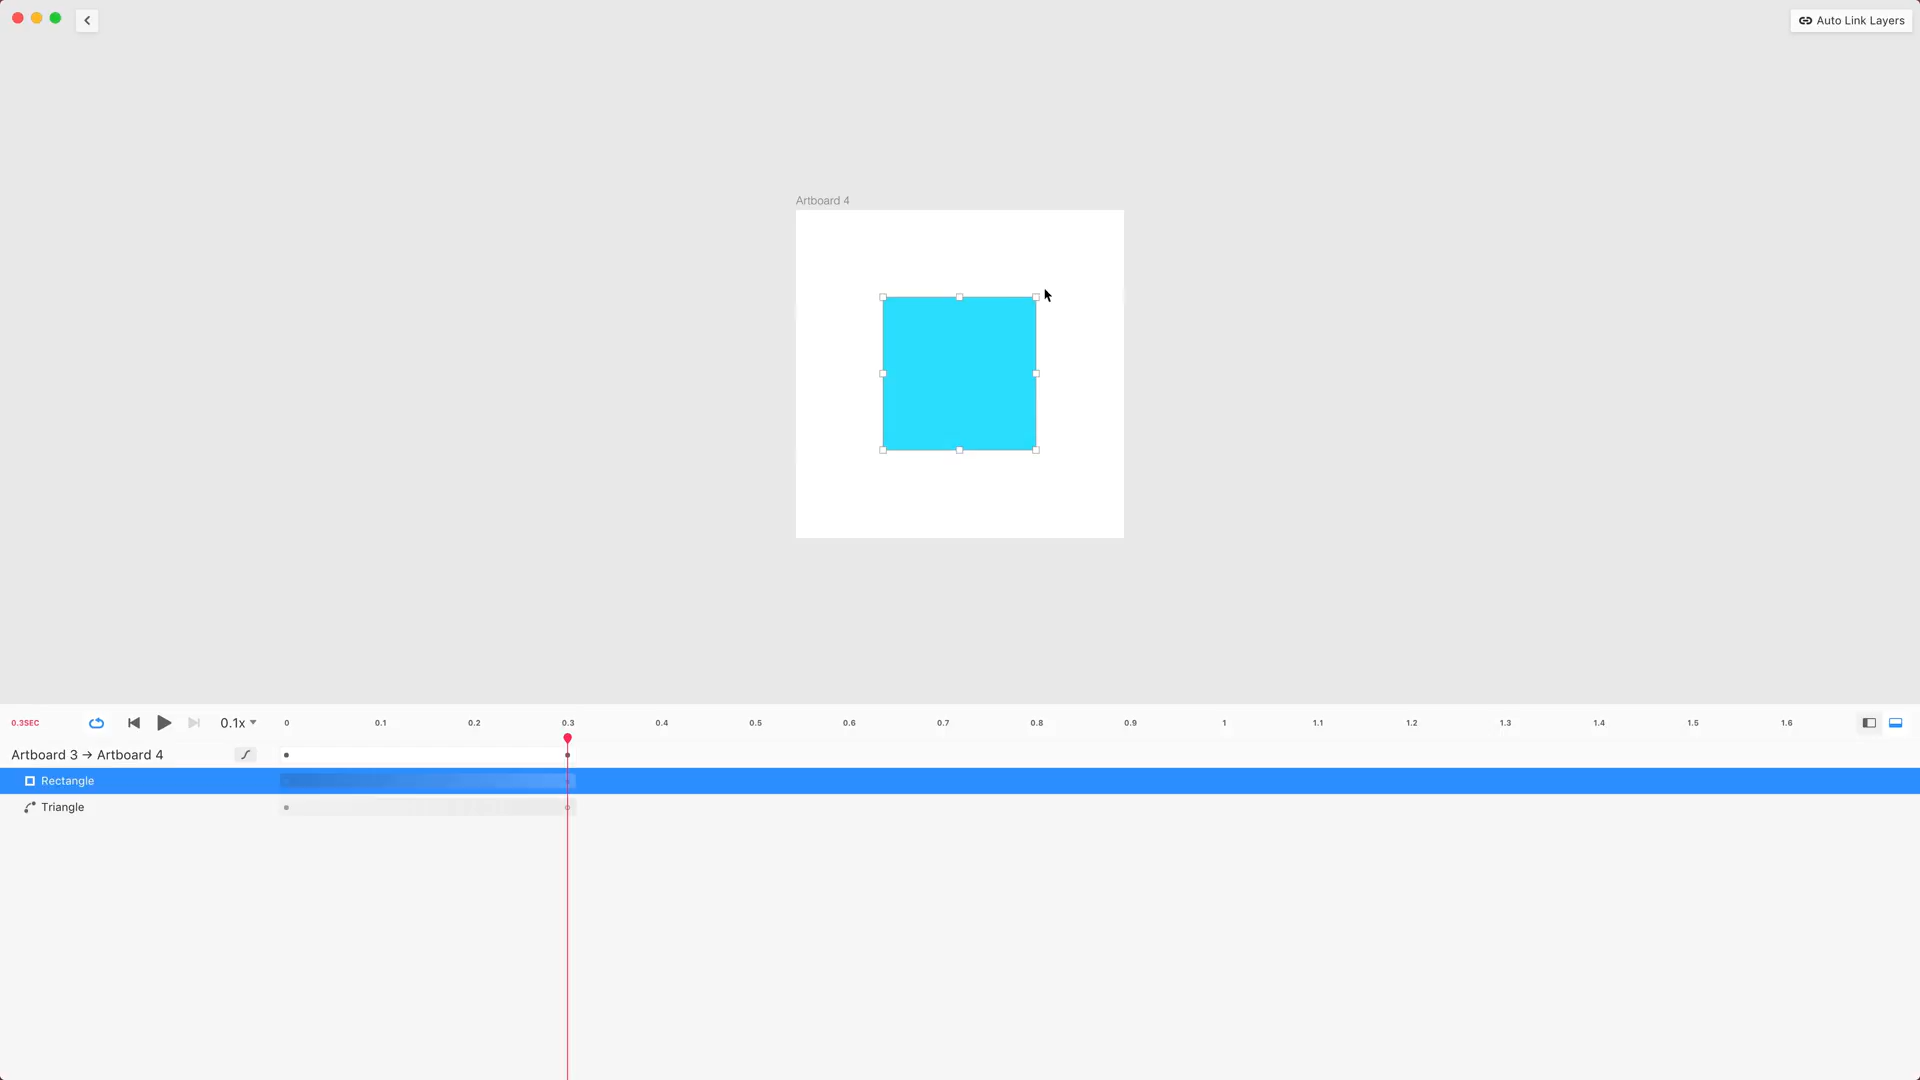 Auto Link Layers
Artboard 4
0.3SEC
0.1x
0 0.1 0.2 0.3 0.4 0.5 0.6 0.7 0.8 0.9 1 1.1 1.2 1.3 1.4 1.5 1.6
Artboard 3 → Artboard 4
Rectangle
Triangle